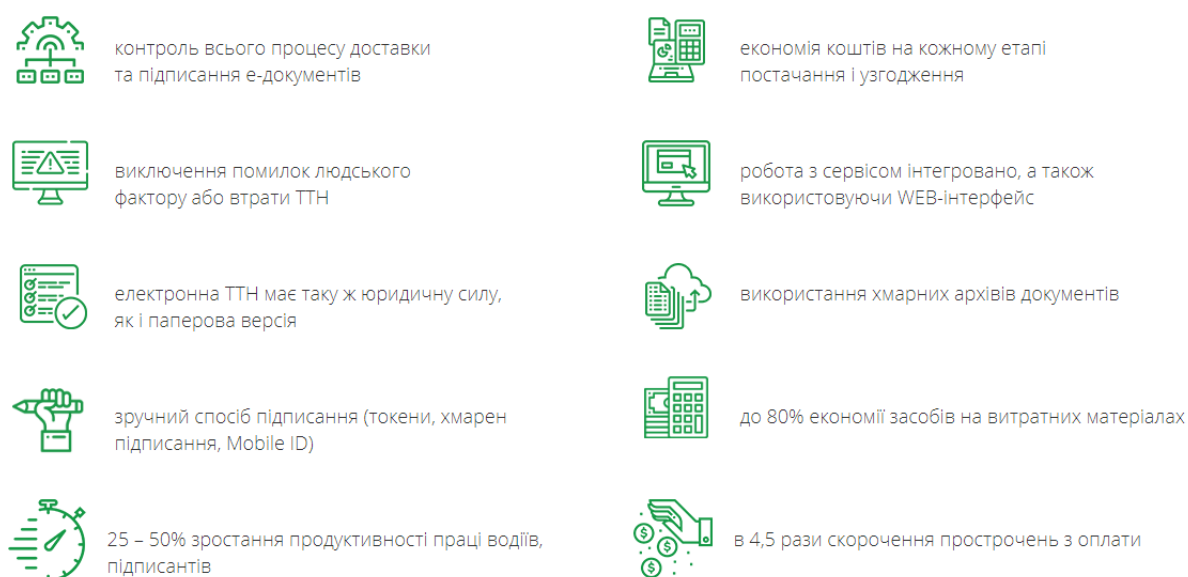 контроль всього процесу доставки
та підписання е-документів
економія коштів на кожному етапі
постачання і узгодження
виключення помилок людського
фактору або втрати ТТН
робота з сервісом інтегровано, а також
використовуючи WEB-інтерфейс
електронна ТТН має таку ж юридичну силу,
як і паперова версія
використання хмарних архівів документів
зручний спосіб підписання (токени, хмарен
підписання, Mobile ID)
до 80% економії засобів на витратних матеріалах
25 – 50% зростання продуктивності праці водіїв,
підписантів
в 4,5 рази скорочення прострочень з оплати